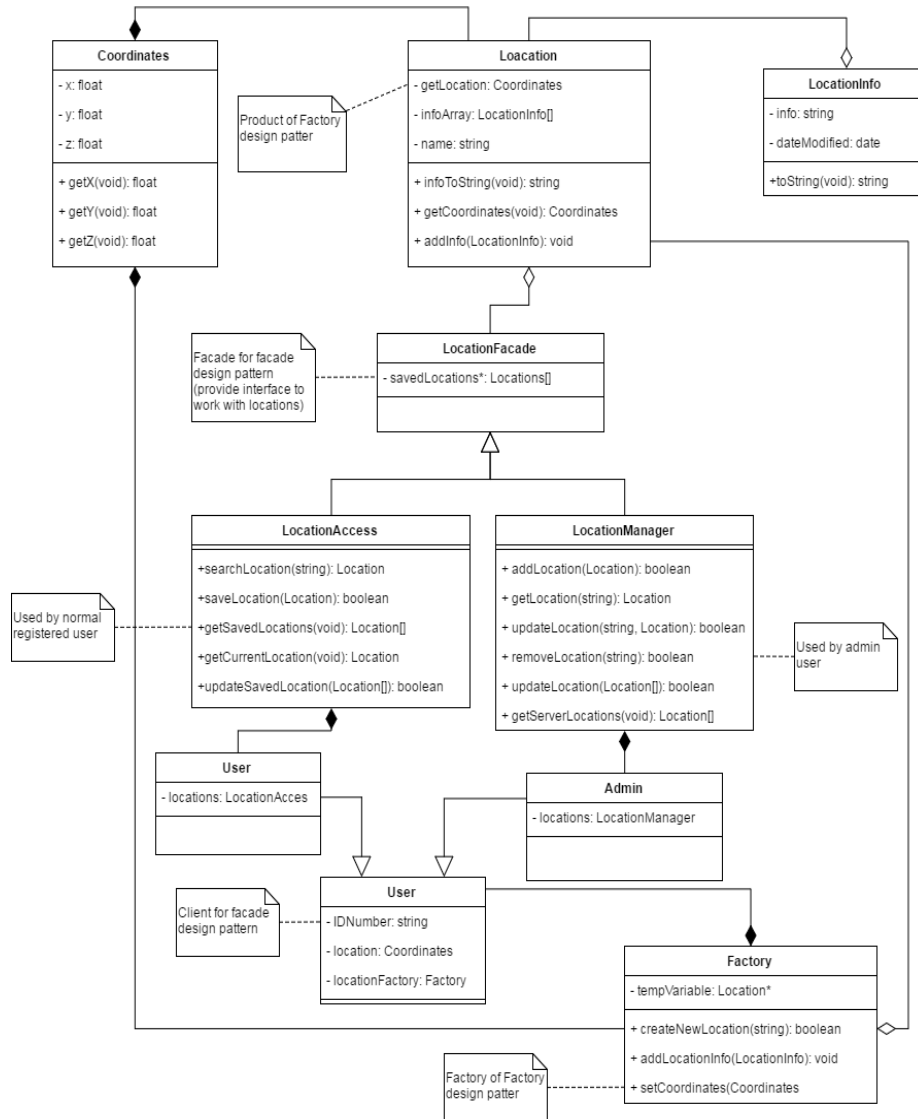 Coordinates
- x: float
- y: float
- z: float
+ getX(void): float
+ getY(void): float
+ getZ(void): float
Product of Factory
design patter
Loacation
- getLocation: Coordinates
- infoArray: LocationInfo[]
- name: string
+ infoToString(void): string
+ getCoordinates(void): Coordinates
+ addInfo(LocationInfo): void
LocationInfo
- info: string
- dateModified: date
+toString(void): string
Facade for facade
design pattern
(provide interface to
work with locations)
LocationFacade
- savedLocations*: Locations[]
Used by normal
registered user
LocationAccess
+searchLocation(string): Location
+saveLocation(Location): boolean
+getSavedLocations(void): Location[]
+getCurrentLocation(void): Location
+updateSavedLocation(Location[]): boolean
LocationManager
+ addLocation(Location): boolean
+ getLocation(string): Location
+ updateLocation(string, Location): boolean
+ removeLocation(string): boolean
+ updateLocation(Location[]): boolean
+ getServerLocations(void): Location[]
Used by admin
user
User
- locations: LocationAcces
Admin
- locations: LocationManager
Client for facade
design pattern
User
- IDNumber: string
- location: Coordinates
- locationFactory: Factory
Factory
- tempVariable: Location*
+ createNewLocation(string): boolean
+ addLocationInfo(LocationInfo): void
+ setCoordinates(Coordinates
Factory of Factory
design patter